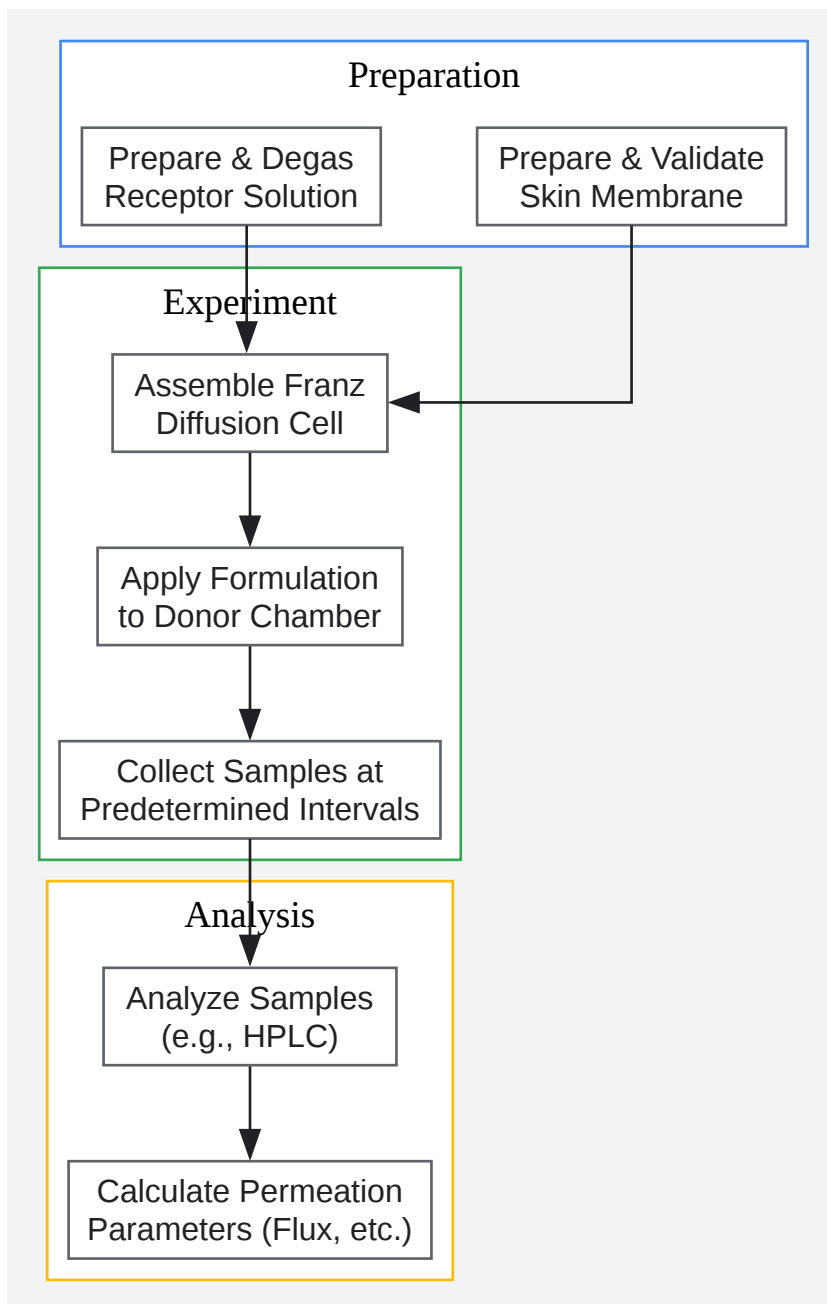 Preparation
Prepare & Degas
Receptor Solution
Prepare & Validate
Skin Membrane
Experiment
Assemble Franz
Diffusion Cell
Apply Formulation
to Donor Chamber
Collect Samples at
Predetermined Intervals
Analysis
Analyze Samples
(e.g., HPLC)
Calculate Permeation
Parameters (Flux, etc.)